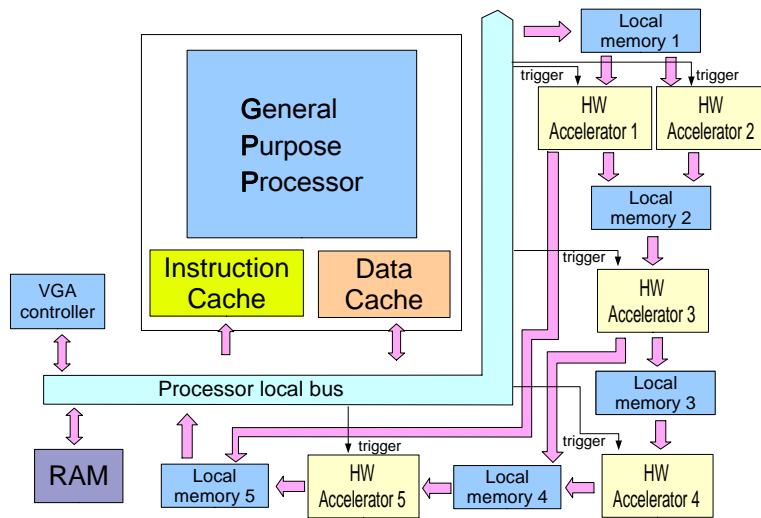 Local
memory 1
trigger
trigger
HW
Accelerator 1
HW
Accelerator 2
General
Purpose
Processor
Local
memory 2
Instruction
Cache
Data
Cache
trigger
HW
Accelerator 3
VGA
controller
Processor local bus
Local
memory 3
trigger
trigger
RAM
Local
memory 5
HW
Accelerator 5
Local
memory 4
HW
Accelerator 4